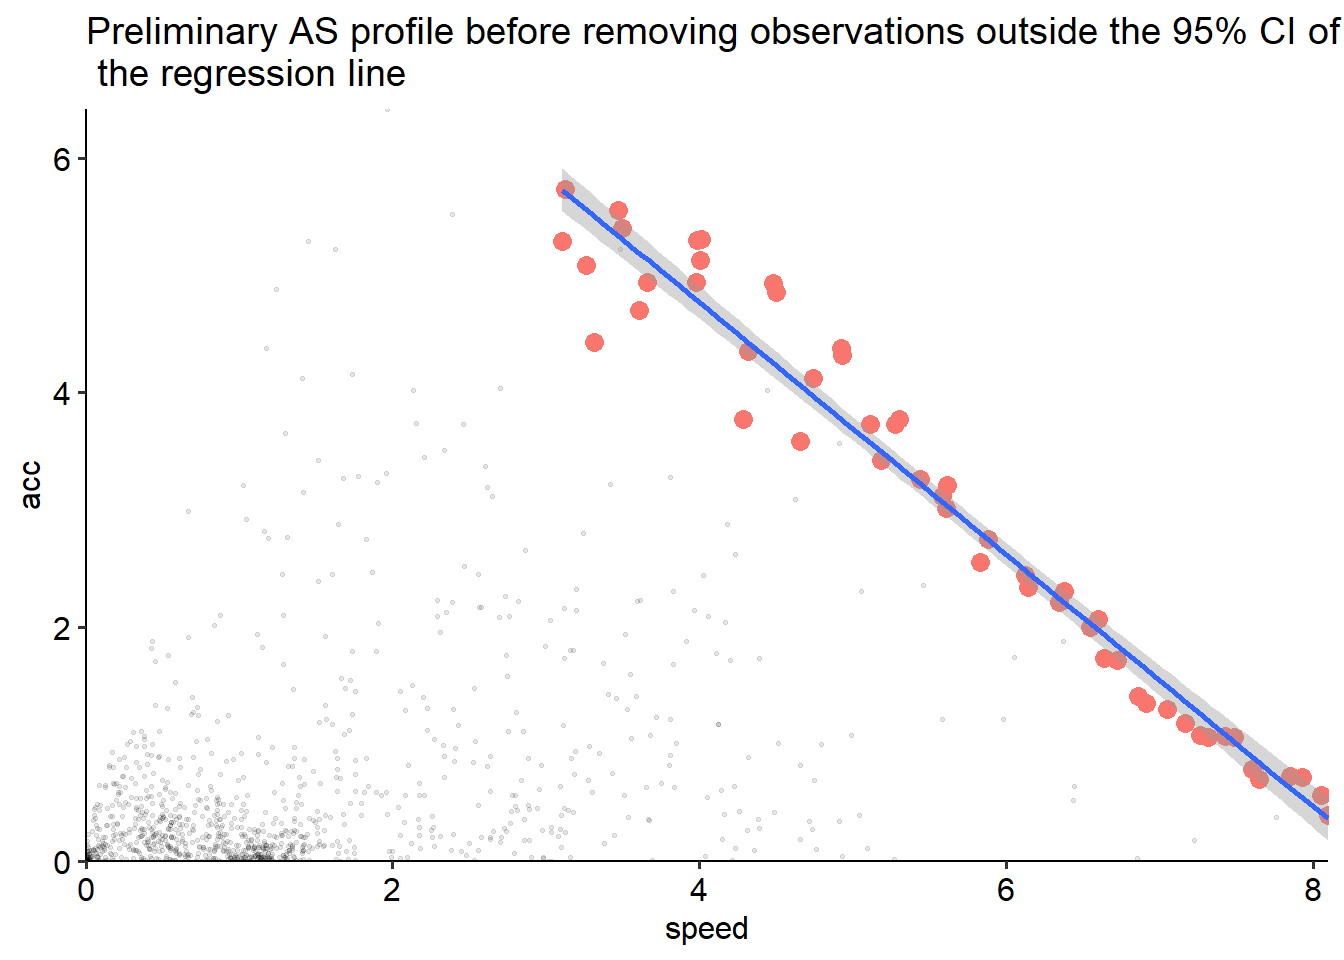 Preliminary AS profile before removing observations outside the 95% CI of
the regression line
6
4
2
0
acc
0 2 4 6 8
speed